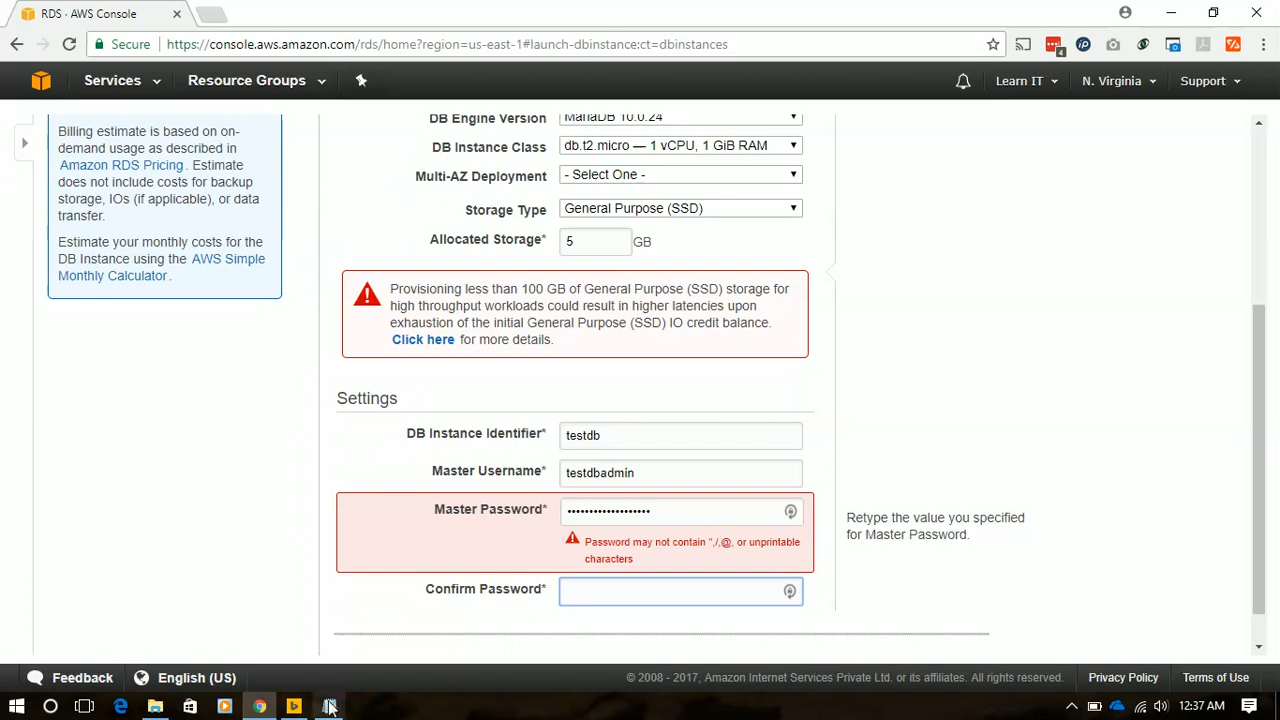 RDS - AWS Console
Secure
https://console.aws.amazon.com/rds/home?region=us-east-1#launch-dbinstance:ct=dbinstances
4
Services
Resource Groups
Learn IT
N. Virginia
Support
Billing estimate is based on on-
demand usage as described in
Amazon RDS Pricing. Estimate
does not include costs for backup
storage, IOs (if applicable), or data
transfer.
Estimate your monthly costs for the
DB Instance using the AWS Simple
Monthly Calculator.
DB Engine Version
MariaDB 10.0.24
DB Instance Class
db.t2.micro — 1 vCPU, 1 GiB RAM
Multi-AZ Deployment
- Select One -
Storage Type
General Purpose (SSD)
Allocated Storage*
5
GB
Provisioning less than 100 GB of General Purpose (SSD) storage for
high throughput workloads could result in higher latencies upon
exhaustion of the initial General Purpose (SSD) IO credit balance.
Click here for more details.
Settings
DB Instance Identifier*
testdb
Master Username*
testdbadmin
Master Password*
Password may not contain ",/,@, or unprintable
characters
Retype the value you specified
for Master Password.
Confirm Password*
Feedback
English (US)
© 2008 - 2017, Amazon Internet Services Private Ltd. or its affiliates. All rights reserved.
Privacy Policy
Terms of Use
12:37 AM